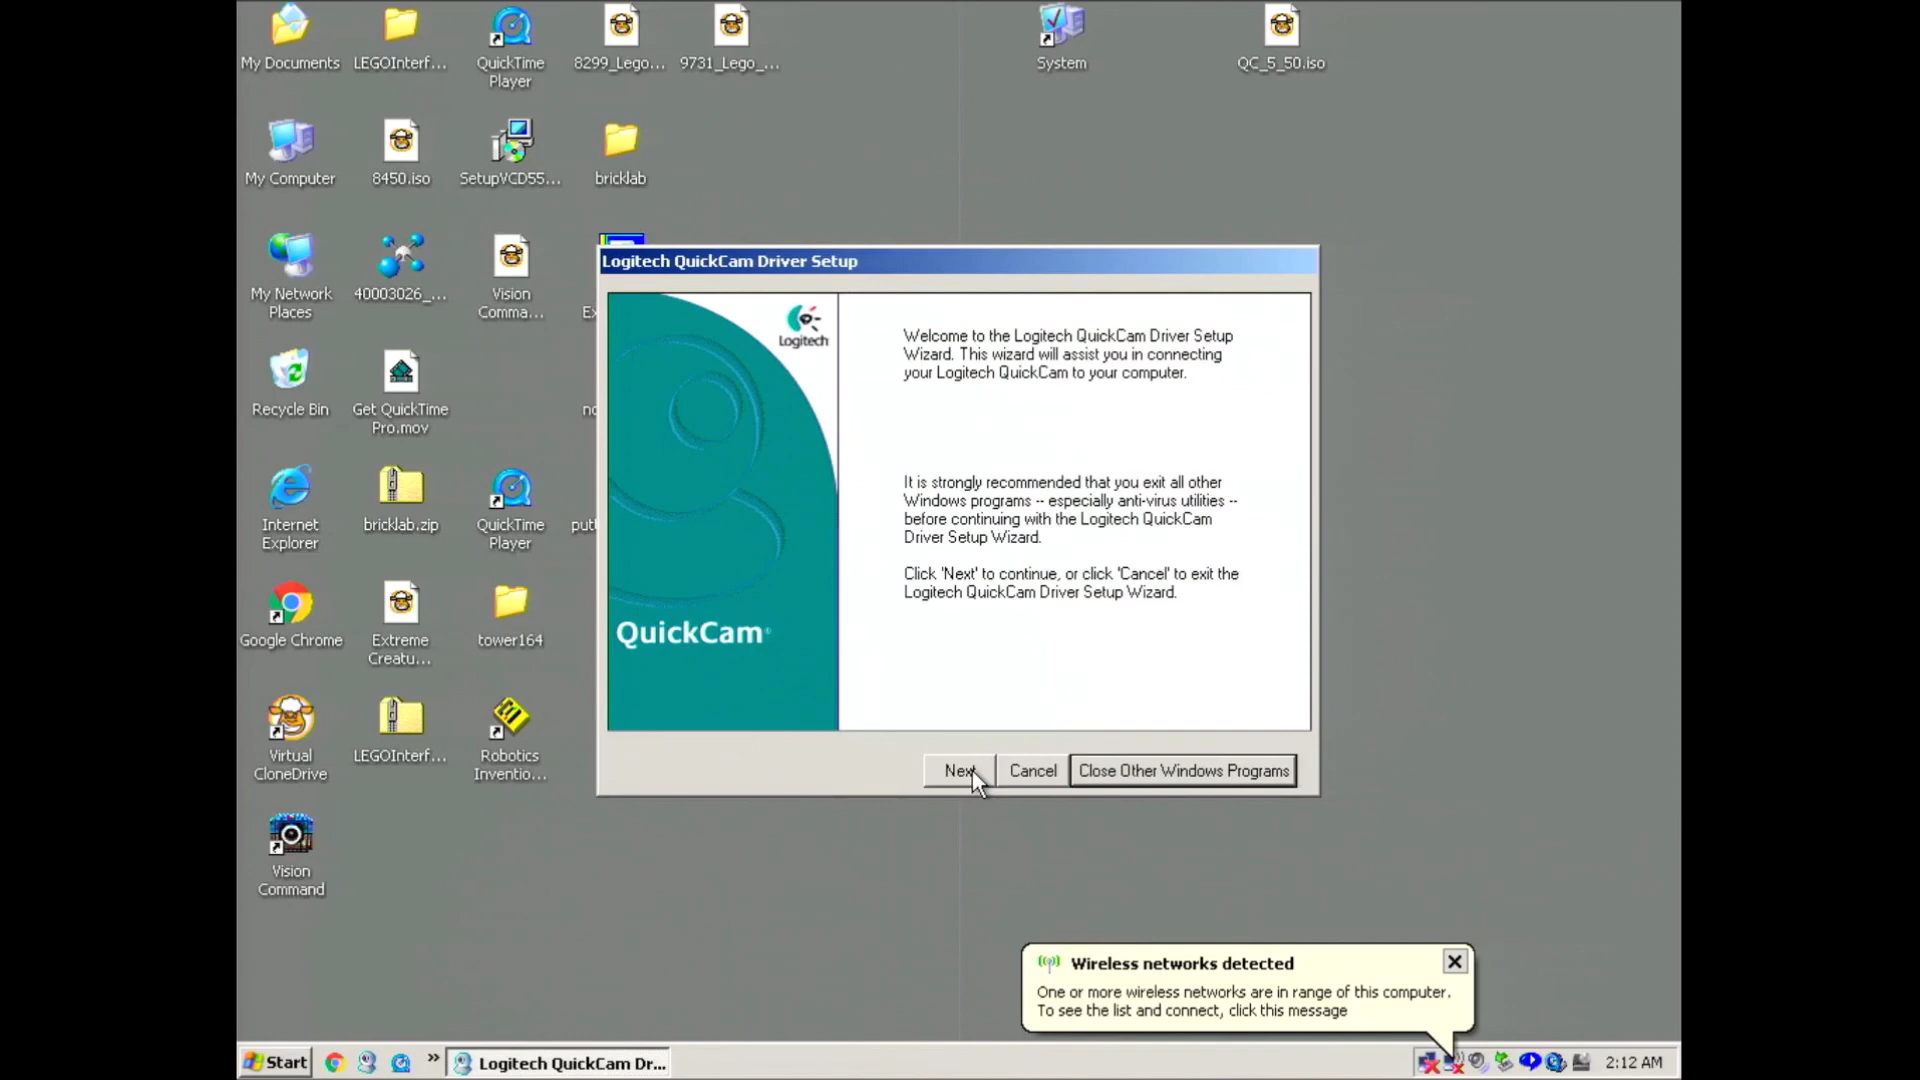 My Documents
LEGOInterf...
QuickTime
Player
8299_Lego...
9731_Lego_...
System
QC_5_50.iso
My Computer
8450.iso
SetupVCD55...
bricklab
My Network
Places
40003026_...
Vision
Comma...
Ex
Recycle Bin
Get QuickTime
Pro.mov
no
Internet
Explorer
bricklab.zip
QuickTime
Player
putt
Google Chrome
Extreme
Creatu...
tower164
Virtual
CloneDrive
LEGOInterf...
Robotics
Inventio...
Vision
Command
Logitech QuickCam Driver Setup
Logitech
QuickCam
Welcome to the Logitech QuickCam Driver Setup
Wizard. This wizard will assist you in connecting
your Logitech QuickCam to your computer.
It is strongly recommended that you exit all other
Windows programs -- especially anti-virus utilities --
before continuing with the Logitech QuickCam
Driver Setup Wizard.
Click 'Next' to continue, or click 'Cancel' to exit the
Logitech QuickCam Driver Setup Wizard.
Next
Cancel
Close Other Windows Programs
Wireless networks detected
One or more wireless networks are in range of this computer.
To see the list and connect, click this message
Start
Logitech QuickCam Dr...
2:12 AM